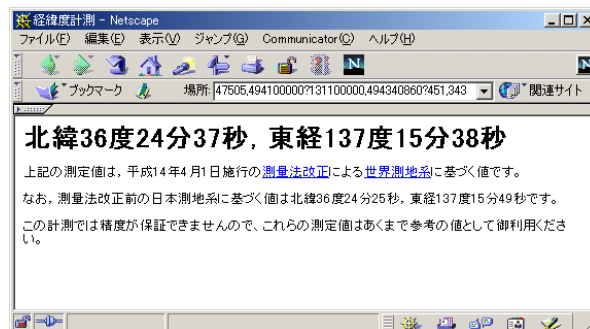 経緯度計測 - Netscape
ファイル(F) 編集(E) 表示(V) ジャンプ(G) Communicator(C) ヘルプ(H)
N
N
ブックマーク 場所: 47505,494100000?131100000,494340860?451,343 関連サイト
北緯36度24分37秒, 東経137度15分38秒
上記の測定値は, 平成14年4月1日施行の測量法改正による世界測地系に基づく値です。
なお, 測量法改正前の日本測地系に基づく値は北緯36度24分25秒, 東経137度15分49秒です。
この計測では精度が保証できませんので、これらの測定値はあくまで参考の値として御利用くださ
い。